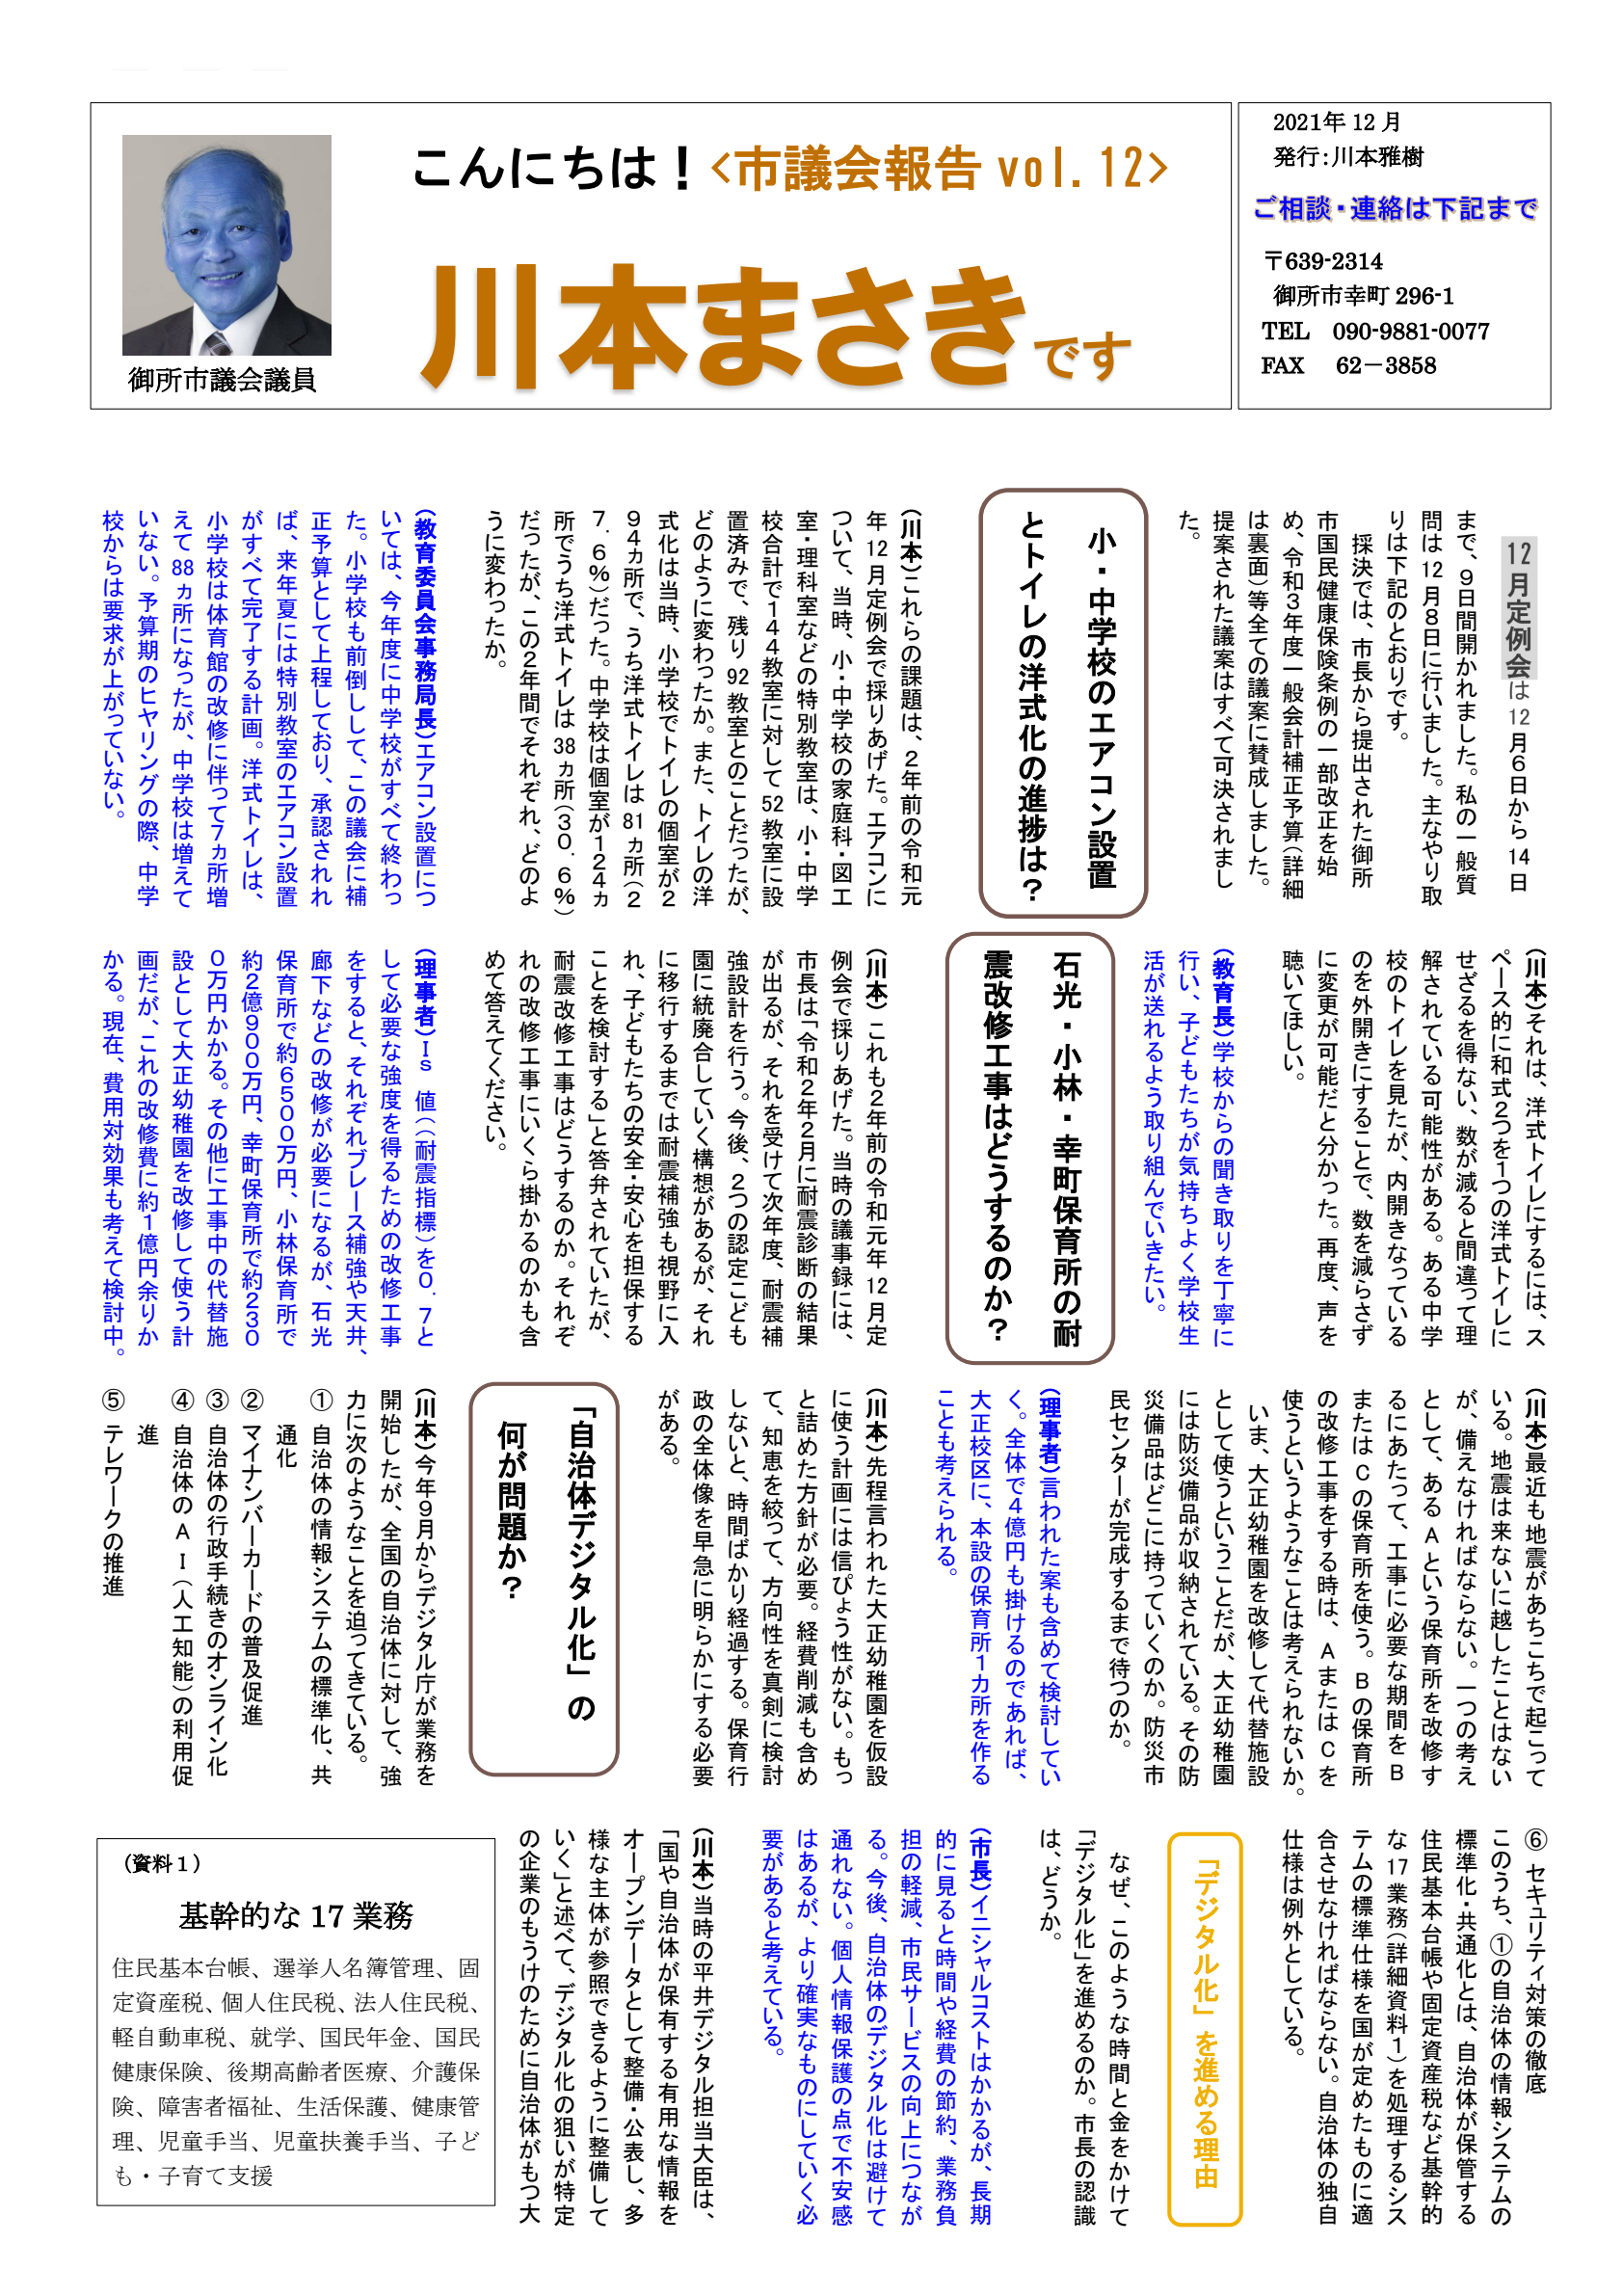 こんにちは！<市議会報告 vol.12>
川本まさきです
御所市議会議員
2021年12月
発行:川本雅樹
ご相談・連絡は下記まで
〒639-2314
御所市幸町296-1
TEL 090-9881-0077
FAX 62－3858
12月定例会は12月6日から14日
まで、9日間開かれました。私の一般質
問は12月8日に行いました。主なやり取
りは下記のとおりです。
採決では、市長から提出された御所
市国民健康保険条例の一部改正を始
め、令和3年度一般会計補正予算(詳細
は裏面)等全ての議案に賛成しました。
提案された議案はすべて可決されまし
た。
小・中学校のエアコン設置
とトイレの洋式化の進捗は？
(川本)これらの課題は、2年前の令和元
年12月定例会で採りあげた。エアコンに
ついて、当時、小・中学校の家庭科・図工
室・理科室などの特別教室は、小・中学
校合計で144教室に対して52教室に設
置済みで、残り92教室とのことだったが、
どのように変わったか。また、トイレの洋
式化は当時、小学校でトイレの個室が2
94ヵ所で、うち洋式トイレは81ヵ所(2
7.6%)だった。中学校は個室が124ヵ
所でうち洋式トイレは38ヵ所(30.6%)
だったが、この2年間でそれぞれ、どのよ
うに変わったか。
(教育委員会事務局長)エアコン設置につ
いては、今年度に中学校がすべて終わっ
た。小学校も前倒しして、この議会に補
正予算として上程しており、承認されれ
ば、来年夏には特別教室のエアコン設置
がすべて完了する計画。洋式トイレは、
小学校は体育館の改修に伴って7ヵ所増
えて88ヵ所になったが、中学校は増えて
いない。予算期のヒヤリングの際、中学
校からは要求が上がっていない。
(川本)それは、洋式トイレにするには、ス
ペース的に和式2つを1つの洋式トイレに
せざるを得ない、数が減ると間違って理
解されている可能性がある。ある中学
校のトイレを見たが、内開きなっている
のを外開きにすることで、数を減らさず
に変更が可能だと分かった。再度、声を
聴いてほしい。
(教育長)学校からの聞き取りを丁寧に
行い、子どもたちが気持ちよく学校生
活が送れるよう取り組んでいきたい。
石光・小林・幸町保育所の耐
震改修工事はどうするのか？
(川本) これも2年前の令和元年12月定
例会で採りあげた。当時の議事録には、
市長は「令和2年2月に耐震診断の結果
が出るが、それを受けて次年度、耐震補
強設計を行う。今後、2つの認定こども
園に統廃合していく構想があるが、それ
に移行するまでは耐震補強も視野に入
れ、子どもたちの安全・安心を担保する
ことを検討する」と答弁されていたが、
耐震改修工事はどうするのか。それぞ
れの改修工事にいくら掛かるのかも含
めて答えてください。
(理事者)Is値(耐震指標)を0.7と
して必要な強度を得るための改修工事
をすると、それぞれブレース補強や天井、
廊下などの改修が必要になるが、石光
保育所で約6500万円、小林保育所で
約2億900万円、幸町保育所で約230
0万円かかる。その他に工事中の代替施
設として大正幼稚園を改修して使う計
画だが、これの改修費に約1億円余りか
かる。現在、費用対効果も考えて検討中。
(川本)最近も地震があちこちで起こって
いる。地震は来ないに越したことはない
が、備えなければならない。一つの考え
として、あるAという保育所を改修す
るにあたって、工事に必要な期間をB
またはCの保育所を使う。Bの保育所
の改修工事をする時は、AまたはCを
使うというようなことは考えられないか。
いま、大正幼稚園を改修して代替施設
として使うということだが、大正幼稚園
には防災備品が収納されている。その防
災備品はどこに持っていくのか。防災市
民センターが完成するまで待つのか。
(理事者)言われた案も含めて検討してい
く。全体で4億円も掛けるのであれば、
大正校区に、本設の保育所1カ所を作る
ことも考えられる。
(川本)先程言われた大正幼稚園を仮設
に使う計画には信ぴょう性がない。もっ
と詰めた方針が必要。経費削減も含め
て、知恵を絞って、方向性を真剣に検討
しないと、時間ばかり経過する。保育行
政の全体像を早急に明らかにする必要
がある。
「自治体デジタル化」の
何が問題か？
(川本)今年9月からデジタル庁が業務を
開始したが、全国の自治体に対して、強
力に次のようなことを迫ってきている。
① 自治体の情報システムの標準化、共
通化
② マイナンバーカードの普及促進
③ 自治体の行政手続きのオンライン化
④ 自治体のAI(人工知能)の利用促
進
⑤ テレワークの推進
⑥ セキュリティ対策の徹底
このうち、①の自治体の情報システムの
標準化・共通化とは、自治体が保管する
住民基本台帳や固定資産税など基幹的
な17業務(詳細資料1)を処理するシス
テムの標準仕様を国が定めたものに適
合させなければならない。自治体の独自
仕様は例外としている。
「デジタル化」を進める理由
なぜ、このような時間と金をかけて
「デジタル化」を進めるのか。市長の認識
は、どうか。
(市長)イニシャルコストはかかるが、長期
的に見ると時間や経費の節約、業務負
担の軽減、市民サービスの向上につなが
る。今後、自治体のデジタル化は避けて
通れない。個人情報保護の点で不安感
はあるが、より確実なものにしていく必
要があると考えている。
(川本)当時の平井デジタル担当大臣は、
「国や自治体が保有する有用な情報を
オープンデータとして整備・公表し、多
様な主体が参照できるように整備して
いく」と述べて、デジタル化の狙いが特定
の企業のもうけのために自治体がもつ大
(資料1)
基幹的な17業務
住民基本台帳、選挙人名簿管理、固
定資産税、個人住民税、法人住民税、
軽自動車税、就学、国民年金、国民
健康保険、後期高齢者医療、介護保
険、障害者福祉、生活保護、健康管
理、児童手当、児童扶養手当、子ど
も・子育て支援